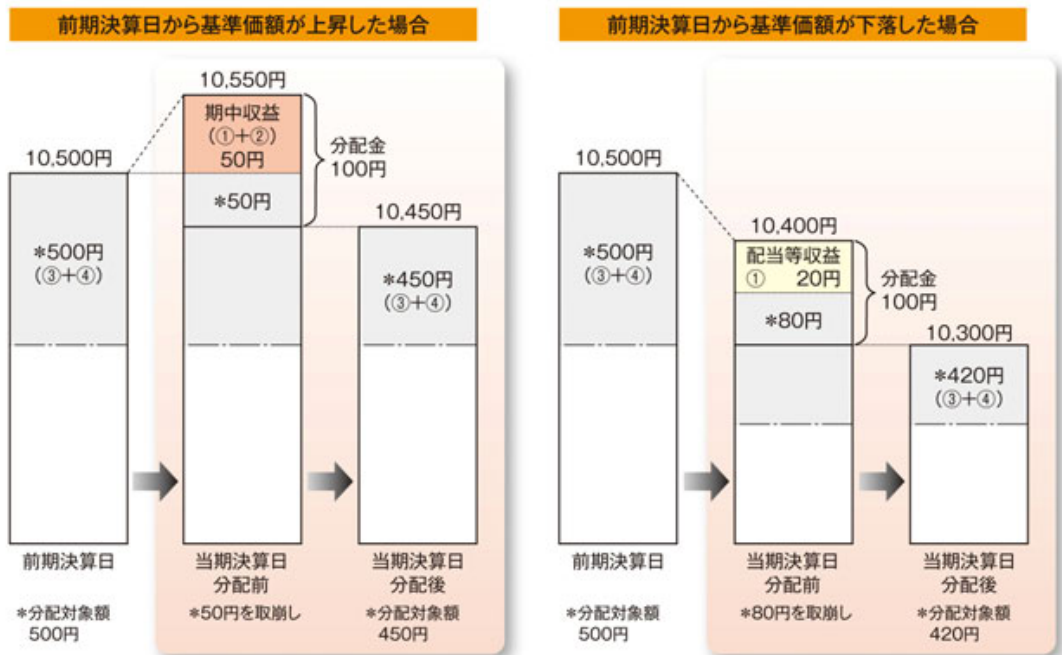 前期決算日から基準価額が上昇した場合
10,550円
期中収益
(①+②)
50円
分配金
100円
10,500円
*50円
10,450円
*500円
(③+④)
*450円
(③+④)
前期決算日
当期決算日
分配前
当期決算日
分配後
*分配対象額
500円
*50円を取崩し
*分配対象額
450円
前期決算日から基準価額が下落した場合
10,500円
10,400円
*500円
(③+④)
配当等収益
① 20円
分配金
100円
*80円
10,300円
*420円
(③+④)
前期決算日
当期決算日
分配前
当期決算日
分配後
*分配対象額
500円
*80円を取崩し
*分配対象額
420円